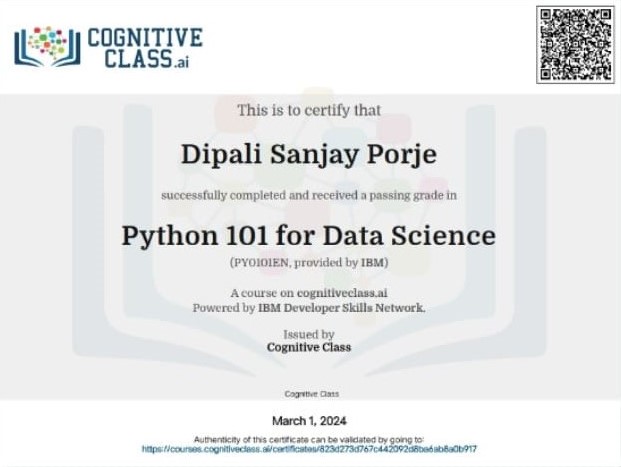 COGNITIVE
CLASS.ai
This is to certify that
Dipali Sanjay Porje
successfully completed and received a passing grade in
Python 101 for Data Science
(PY0101EN, provided by IBM)
A course on cognitiveclass.ai
Powered by IBM Developer Skills Network.
Issued by
Cognitive Class
Cognitive Class
March 1, 2024
Authenticity of this certificate can be validated by going to:
https://courses.cognitiveclass.ai/certificates/823d273d767c442092d8ba6ab8a0b917